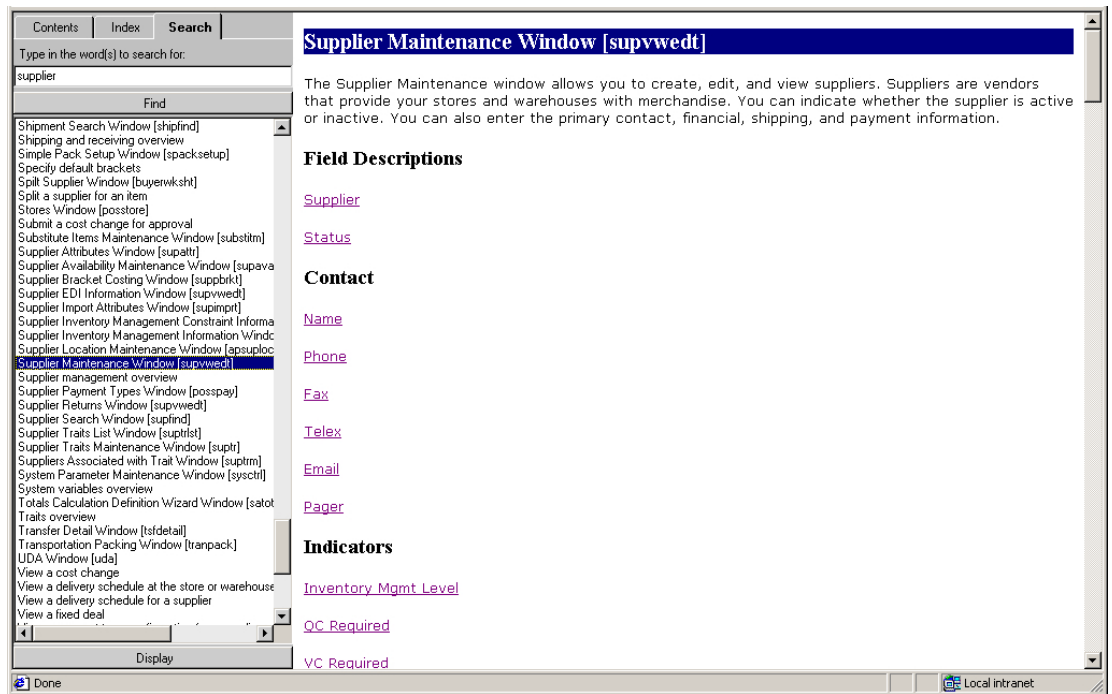 Contents
Index
Search
Type in the word(s) to search for:
supplier
Find
Shipment Search Window [shipfind]
Shipping and receiving overview
Simple Pack Setup Window [spacksetup]
Specify default brackets
Spilt Supplier Window [buyerwksht]
Split a supplier for an item
Stores Window [posstore]
Submit a cost change for approval
Substitute Items Maintenance Window [substitm]
Supplier Attributes Window [supattr]
Supplier Availability Maintenance Window [supava
Supplier Bracket Costing Window [suppbrkt]
Supplier EDI Information Window [supvwedt]
Supplier Import Attributes Window [supimprt]
Supplier Inventory Management Constraint Informa
Supplier Inventory Management Information Windo
Supplier Location Maintenance Window [apsuploc
Supplier Maintenance Window [supvwedt]
Supplier management overview
Supplier Payment Types Window [posspay]
Supplier Returns Window [supvwedt]
Supplier Search Window [supfind]
Supplier Traits List Window [suptrlst]
Supplier Traits Maintenance Window [suptr]
Suppliers Associated with Trait Window [suptrm]
System Parameter Maintenance Window [sysctrl]
System variables overview
Totals Calculation Definition Wizard Window [satot
Traits overview
Transfer Detail Window [tsfdetail]
Transportation Packing Window [tranpack]
UDA Window [uda]
View a cost change
View a delivery schedule at the store or warehouse
View a delivery schedule for a supplier
View a fixed deal
Display
Supplier Maintenance Window [supvwedt]
The Supplier Maintenance window allows you to create, edit, and view suppliers. Suppliers are vendors
that provide your stores and warehouses with merchandise. You can indicate whether the supplier is active
or inactive. You can also enter the primary contact, financial, shipping, and payment information.
Field Descriptions
Supplier
Status
Contact
Name
Phone
Fax
Telex
Email
Pager
Indicators
Inventory Mgmt Level
QC Required
VC Required
Done
Local intranet